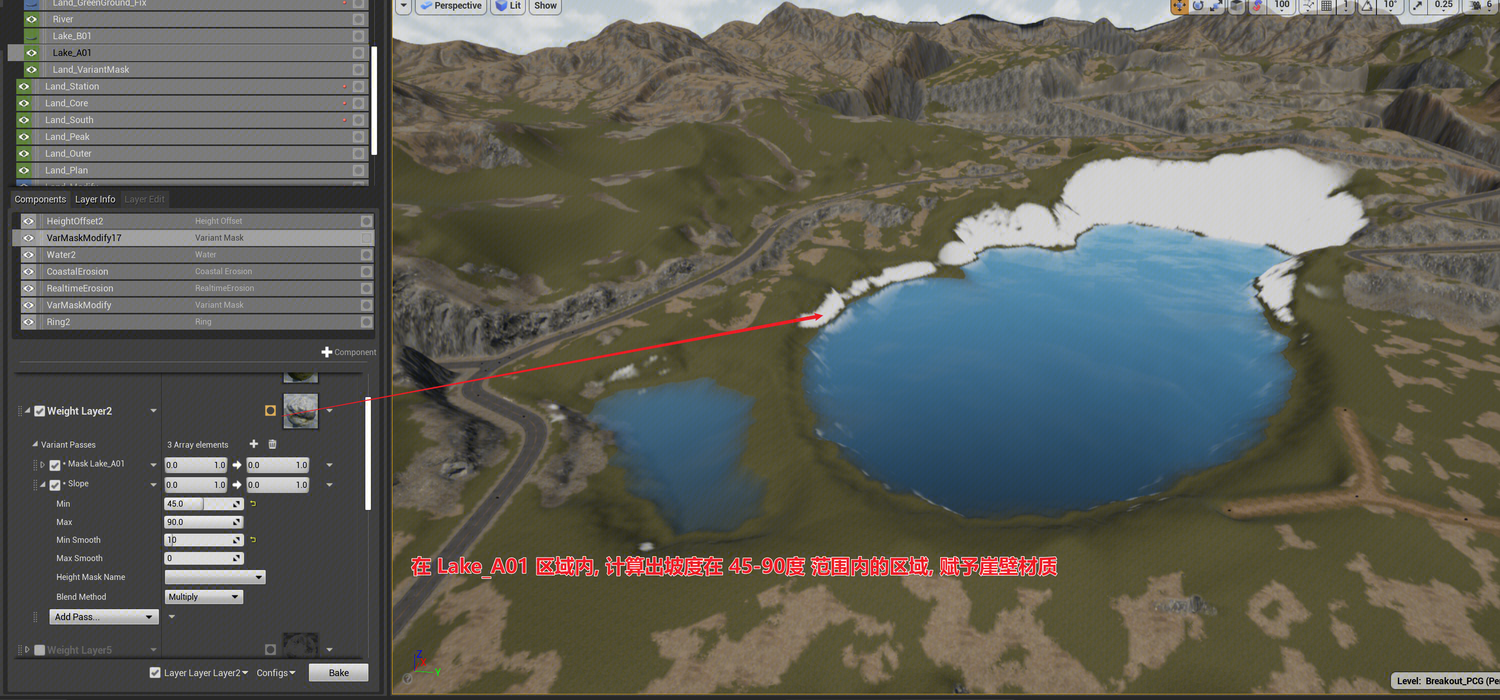 Land_GreenGround_Fix
River
Lake_B01
Lake_A01
Land_VariantMask
Land_Station
Land_Core
Land_South
Land_Peak
Land_Outer
Land_Plan
Components Layer Info Layer Edit
HeightOffset2 Height Offset
VarMaskModify17 Variant Mask
Water2 Water
CoastalErosion Coastal Erosion
RealtimeErosion RealtimeErosion
VarMaskModify Variant Mask
Ring2 Ring
Component
Weight Layer2
Variant Passes 3 Array elements
Mask Lake_A01 0.0 1.0 0.0 1.0
Slope 0.0 1.0 0.0 1.0
Min 45.0
Max 90.0
Min Smooth 10
Max Smooth 0
Height Mask Name
Blend Method Multiply
Add Pass...
Weight Layer5
Layer Layer Layer2 Configs Bake
Perspective Lit Show
100 10° 0.25 6
在 Lake_A01 区域内, 计算出坡度在 45-90度 范围内的区域, 赋予崖壁材质
Z
X
Y
Level: Breakout_PCG (Pe